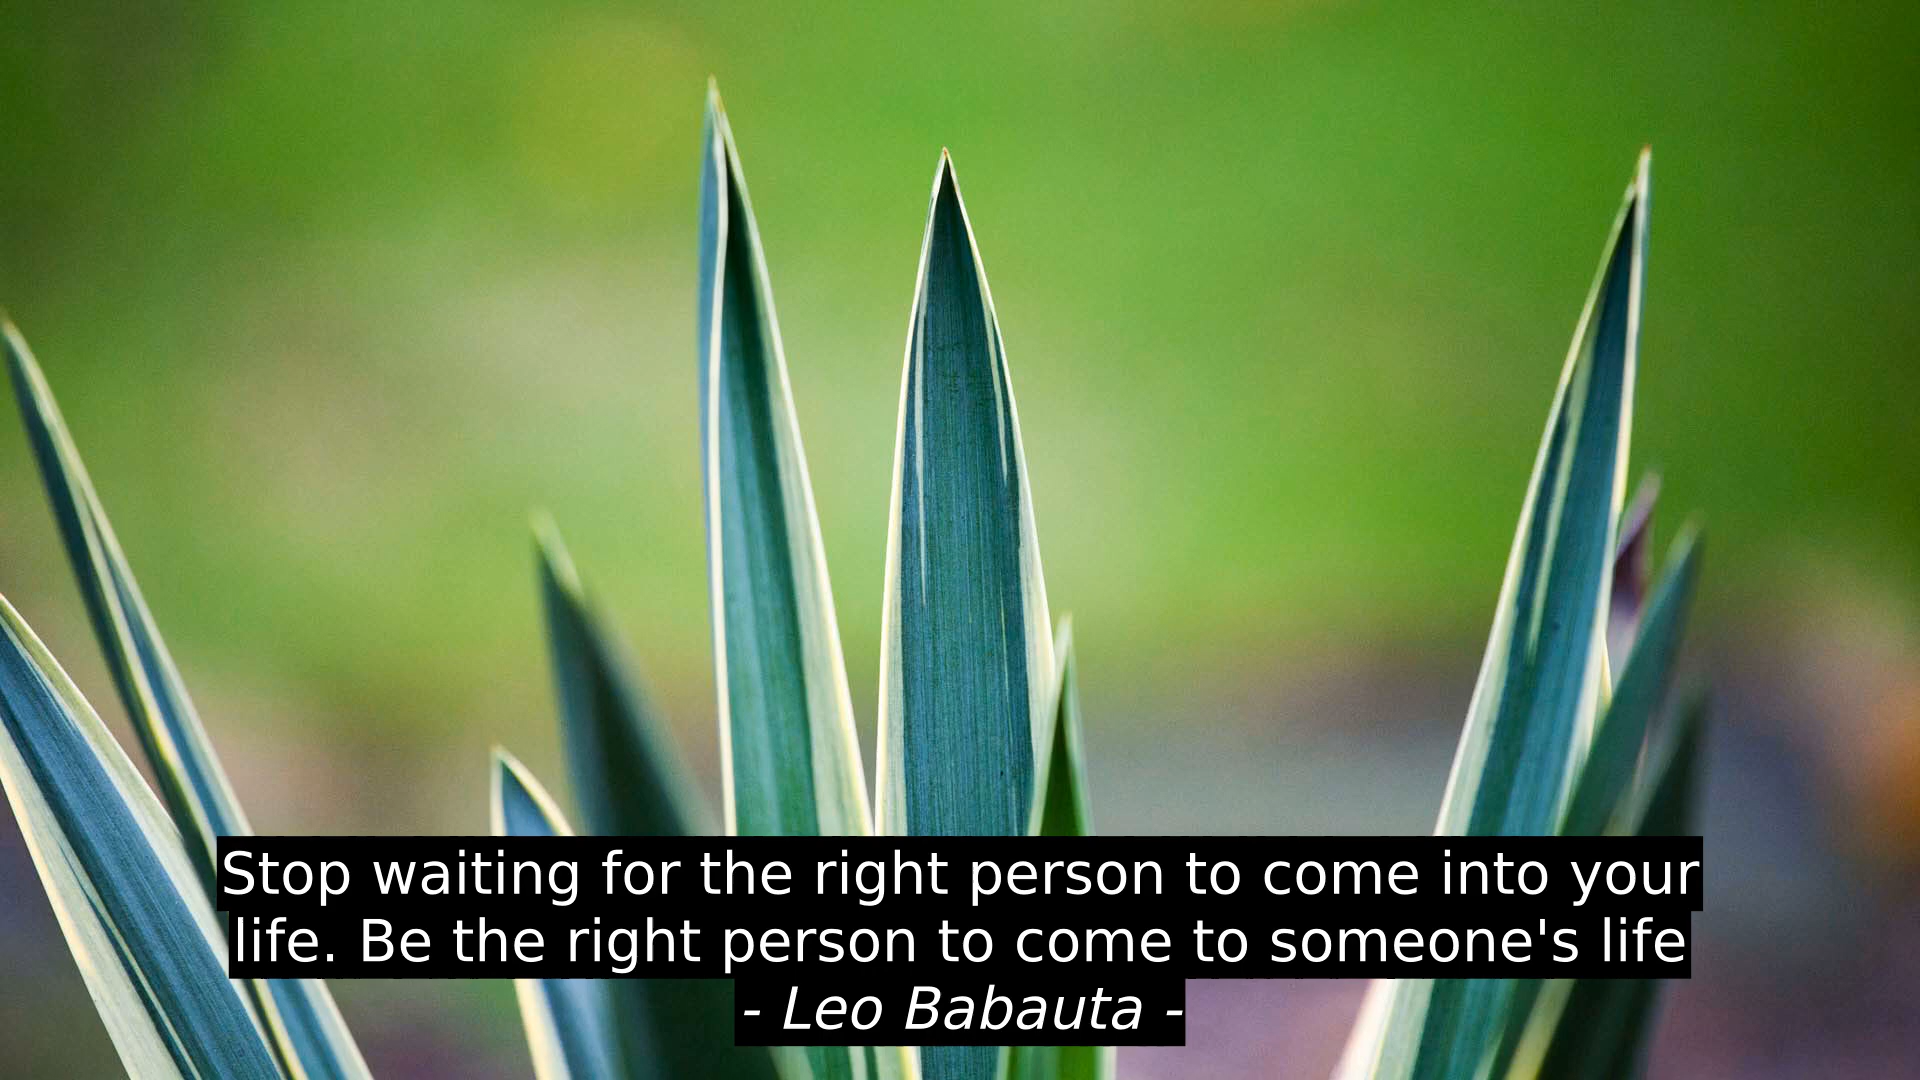 Stop waiting for the right person to come into your
life. Be the right person to come to someone's life
- Leo Babauta -